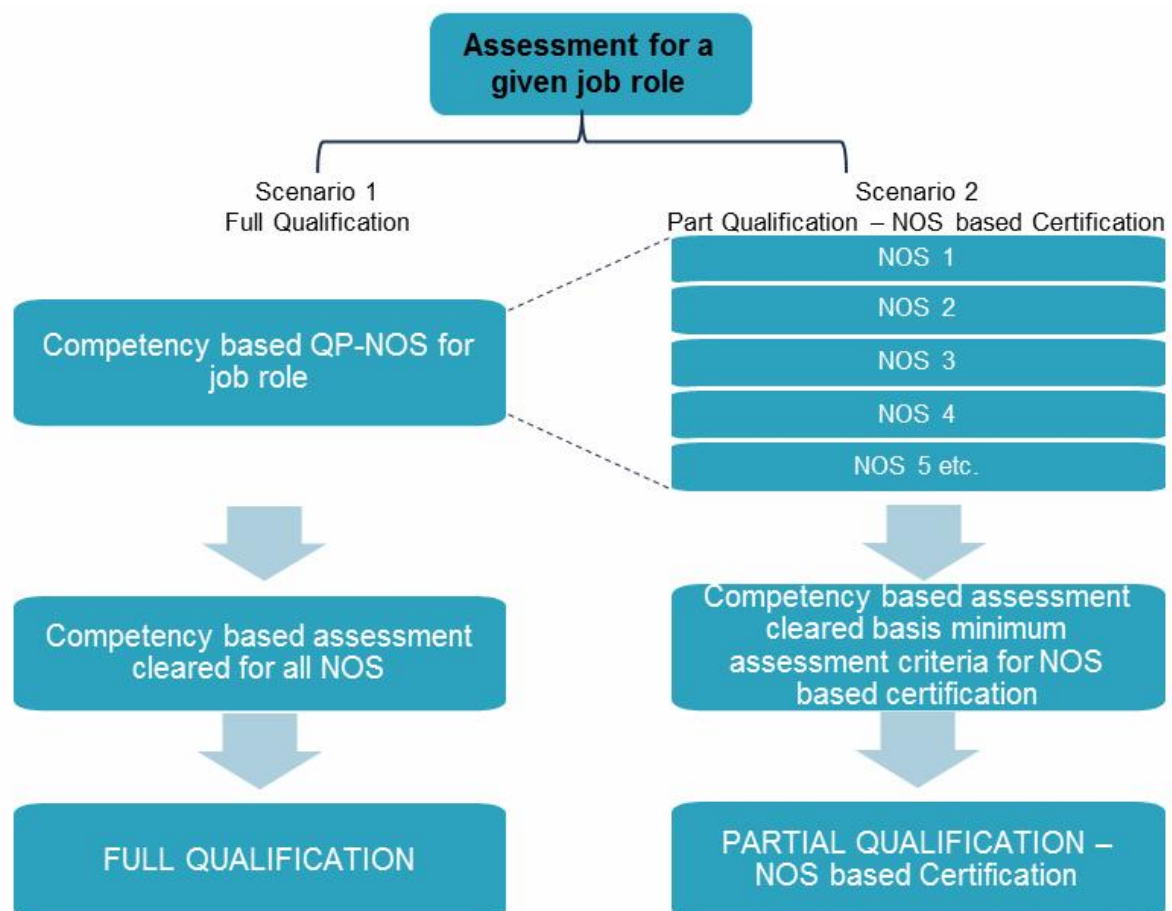 Assessment for a
given job role
Scenario 1
Full Qualification
Scenario 2
Part Qualification – NOS based Certification
Competency based QP-NOS for
job role
NOS 1
NOS 2
NOS 3
NOS 4
NOS 5 etc.
Competency based assessment
cleared for all NOS
Competency based assessment
cleared basis minimum
assessment criteria for NOS
based certification
FULL QUALIFICATION
PARTIAL QUALIFICATION –
NOS based Certification